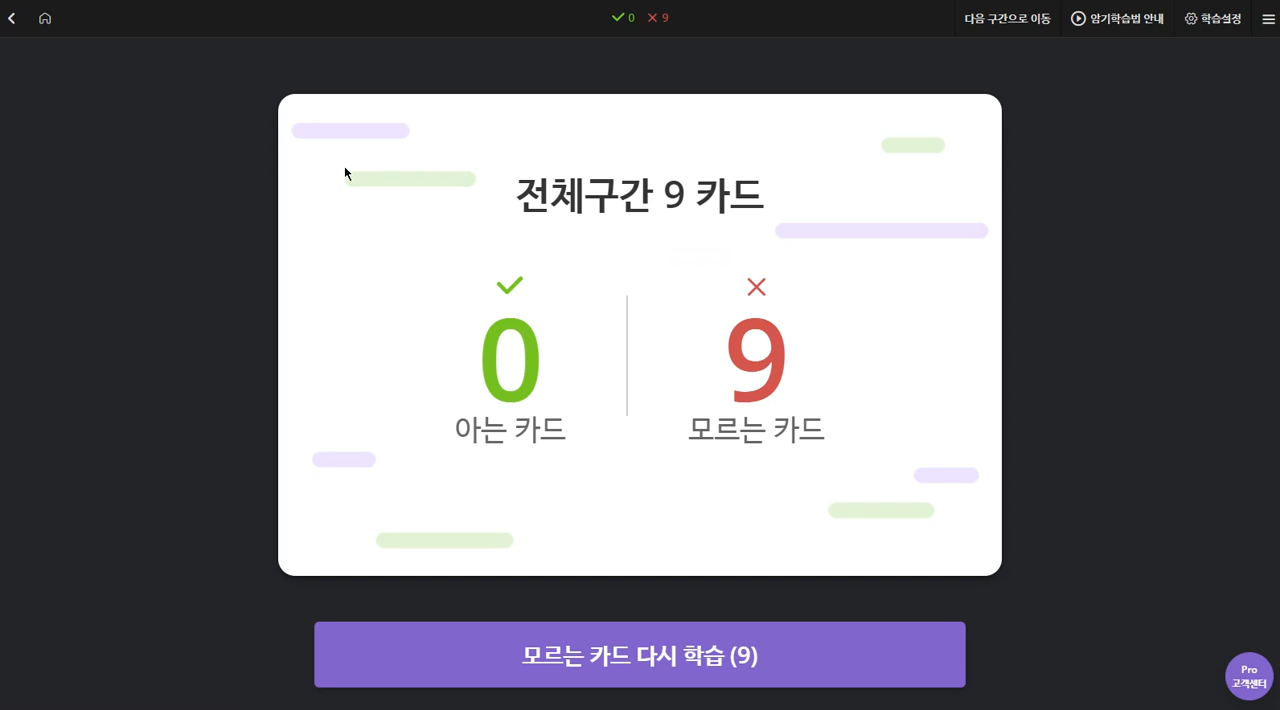 0 9
다음 구간으로 이동
암기학습법 안내
학습설정
전체구간 9 카드
0
아는 카드
9
모르는 카드
모르는 카드 다시 학습 (9)
Pro
고객센터